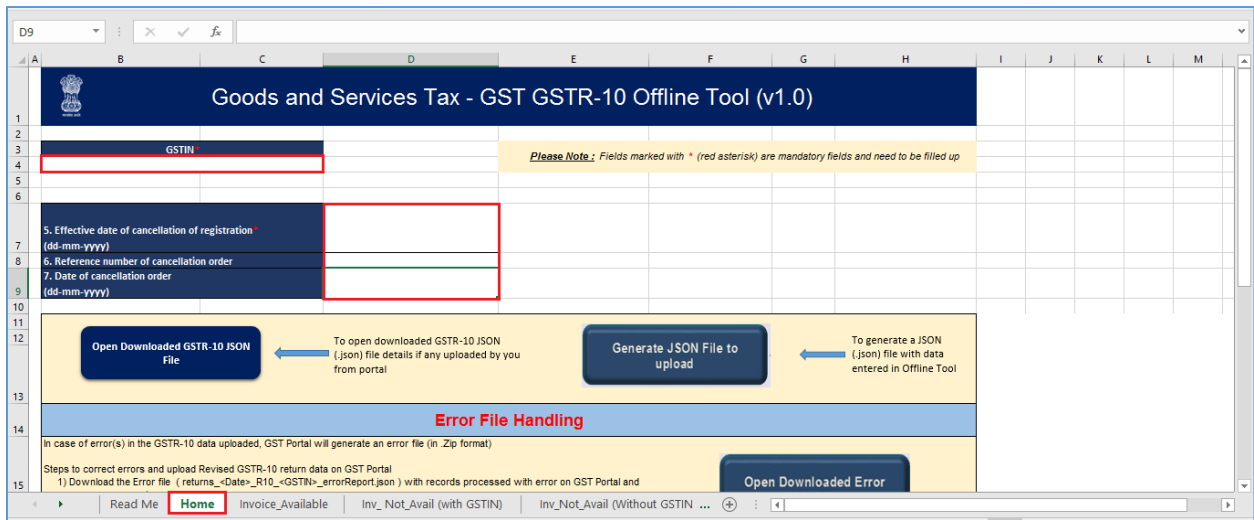 D9
fx
A B C D E F G H I J K L M
Goods and Services Tax - GST GSTR-10 Offline Tool (v1.0)
1
2
3 GSTIN*
Please Note : Fields marked with * (red asterisk) are mandatory fields and need to be filled up
4
5
6
5. Effective date of cancellation of registration*
7 (dd-mm-yyyy)
8 6. Reference number of cancellation order
7. Date of cancellation order
9 (dd-mm-yyyy)
10
11
12
Open Downloaded GSTR-10 JSON
File
To open downloaded GSTR-10 JSON
(.json) file details if any uploaded by you
from portal
Generate JSON File to
upload
To generate a JSON
(.json) file with data
entered in Offline Tool
13
14 Error File Handling
In case of error(s) in the GSTR-10 data uploaded, GST Portal will generate an error file (in .Zip format)
Steps to correct errors and upload Revised GSTR-10 return data on GST Portal
15 1) Download the Error file ( returns_<Date>_R10_<GSTIN>_errorReport.json ) with records processed with error on GST Portal and
Open Downloaded Error
Read Me Home Invoice_Available Inv_ Not_Avail (with GSTIN) Inv_Not_Avail (Without GSTIN ...